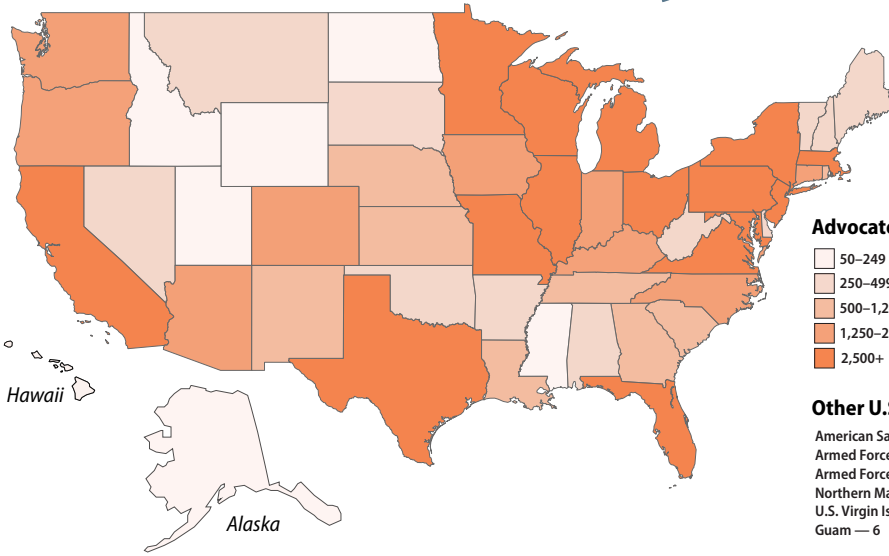 Hawaii
Alaska
Advocate
50–249
250–499
500–1,2
1,250–2
2,500+
Other U.S
American Sa
Armed Force
Armed Force
Northern Ma
U.S. Virgin Is
Guam — 6